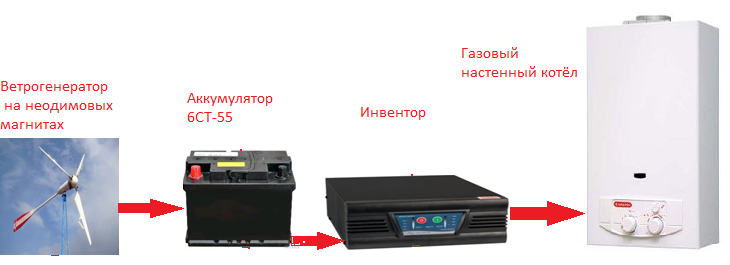 Ветрогенератор
на неодимовых
магнитах
Аккумулятор
6СТ-55
Инвентор
Газовый
настенный котёл